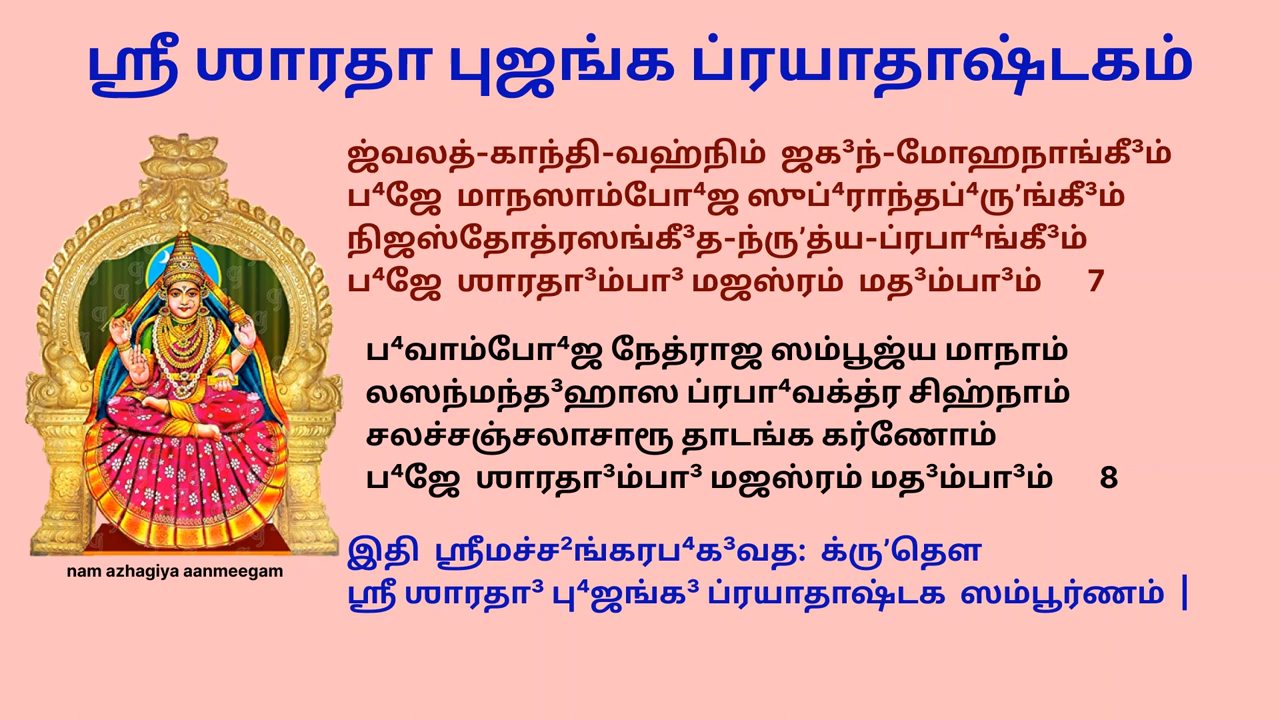 ஸ்ரீ ஶாரதா புஜங்க ப்ரயாதாஷ்டகம்
ஜ்வலத்-காந்தி-வஹ்நிம் ஜக³ந்-மோஹநாங்கீ³ம்
ப⁴ஜே மாநஸாம்போ⁴ஜ ஸுப்⁴ராந்தப்⁴ரு’ங்கீ³ம்
நிஜஸ்தோத்ரஸங்கீ³த-ந்ரு’த்ய-ப்ரபா⁴ங்கீ³ம்
ப⁴ஜே ஶாரதா³ம்பா³ மஜஸ்ரம் மத³ம்பா³ம் 7
ப⁴வாம்போ⁴ஜ நேத்ராஜ ஸம்பூஜ்ய மாநாம்
லஸந்மந்த³ஹாஸ ப்ரபா⁴வக்த்ர சிஹ்நாம்
சலச்சஞ்சலாசாரூ தாடங்க கர்ணோம்
ப⁴ஜே ஶாரதா³ம்பா³ மஜஸ்ரம் மத³ம்பா³ம் 8
nam azhagiya aanmeegam
இதி ஸ்ரீமச்ச²ங்கரப⁴க³வத: க்ரு’தௌ
ஸ்ரீ ஶாரதா³ பு⁴ஜங்க³ ப்ரயாதாஷ்டக ஸம்பூர்ணம் |